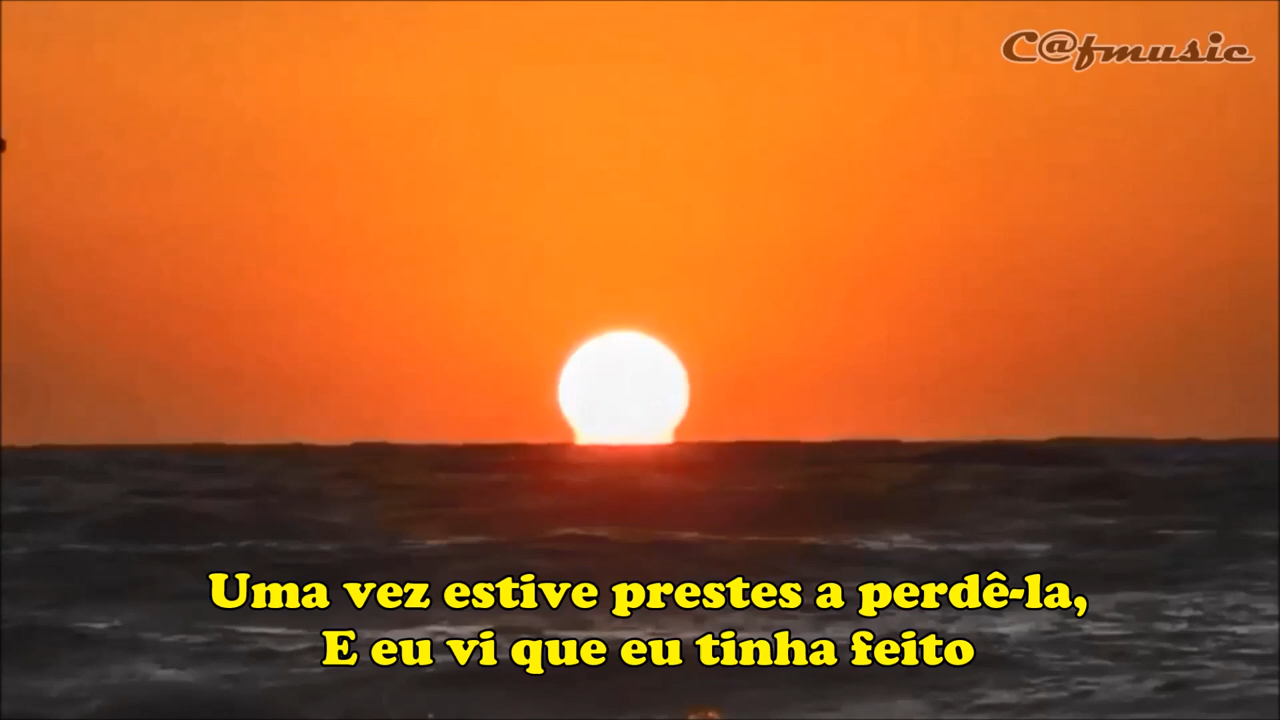 C@fmusic
Uma vez estive prestes a perdê-la,
E eu vi que eu tinha feito